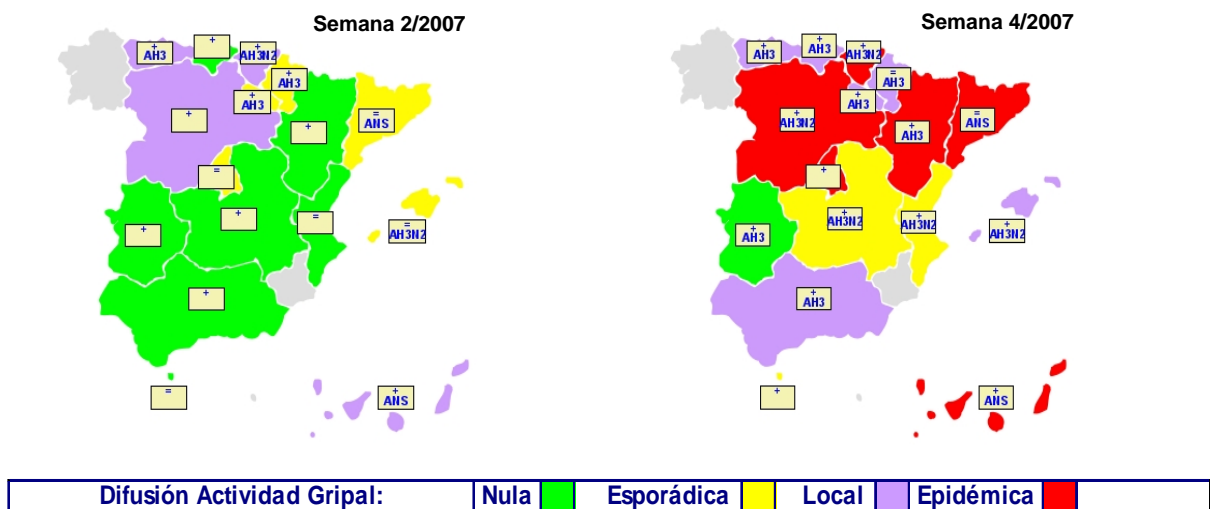 Semana 2/2007
Semana 4/2007
+
AH3
+
+
AH3N2
+
AH3
+
AH3
+
+
=
ANS
=
+
+
=
=
AH3N2
+
=
+
ANS
+
AH3
+
AH3
+
AH3N2
=
AH3
+
AH3
+
AH3N2
+
AH3
=
ANS
+
+
AH3
+
AH3N2
+
AH3N2
+
AH3N2
+
AH3
+
+
ANS
Difusión Actividad Gripal: Nula Esporádica Local Epidémica